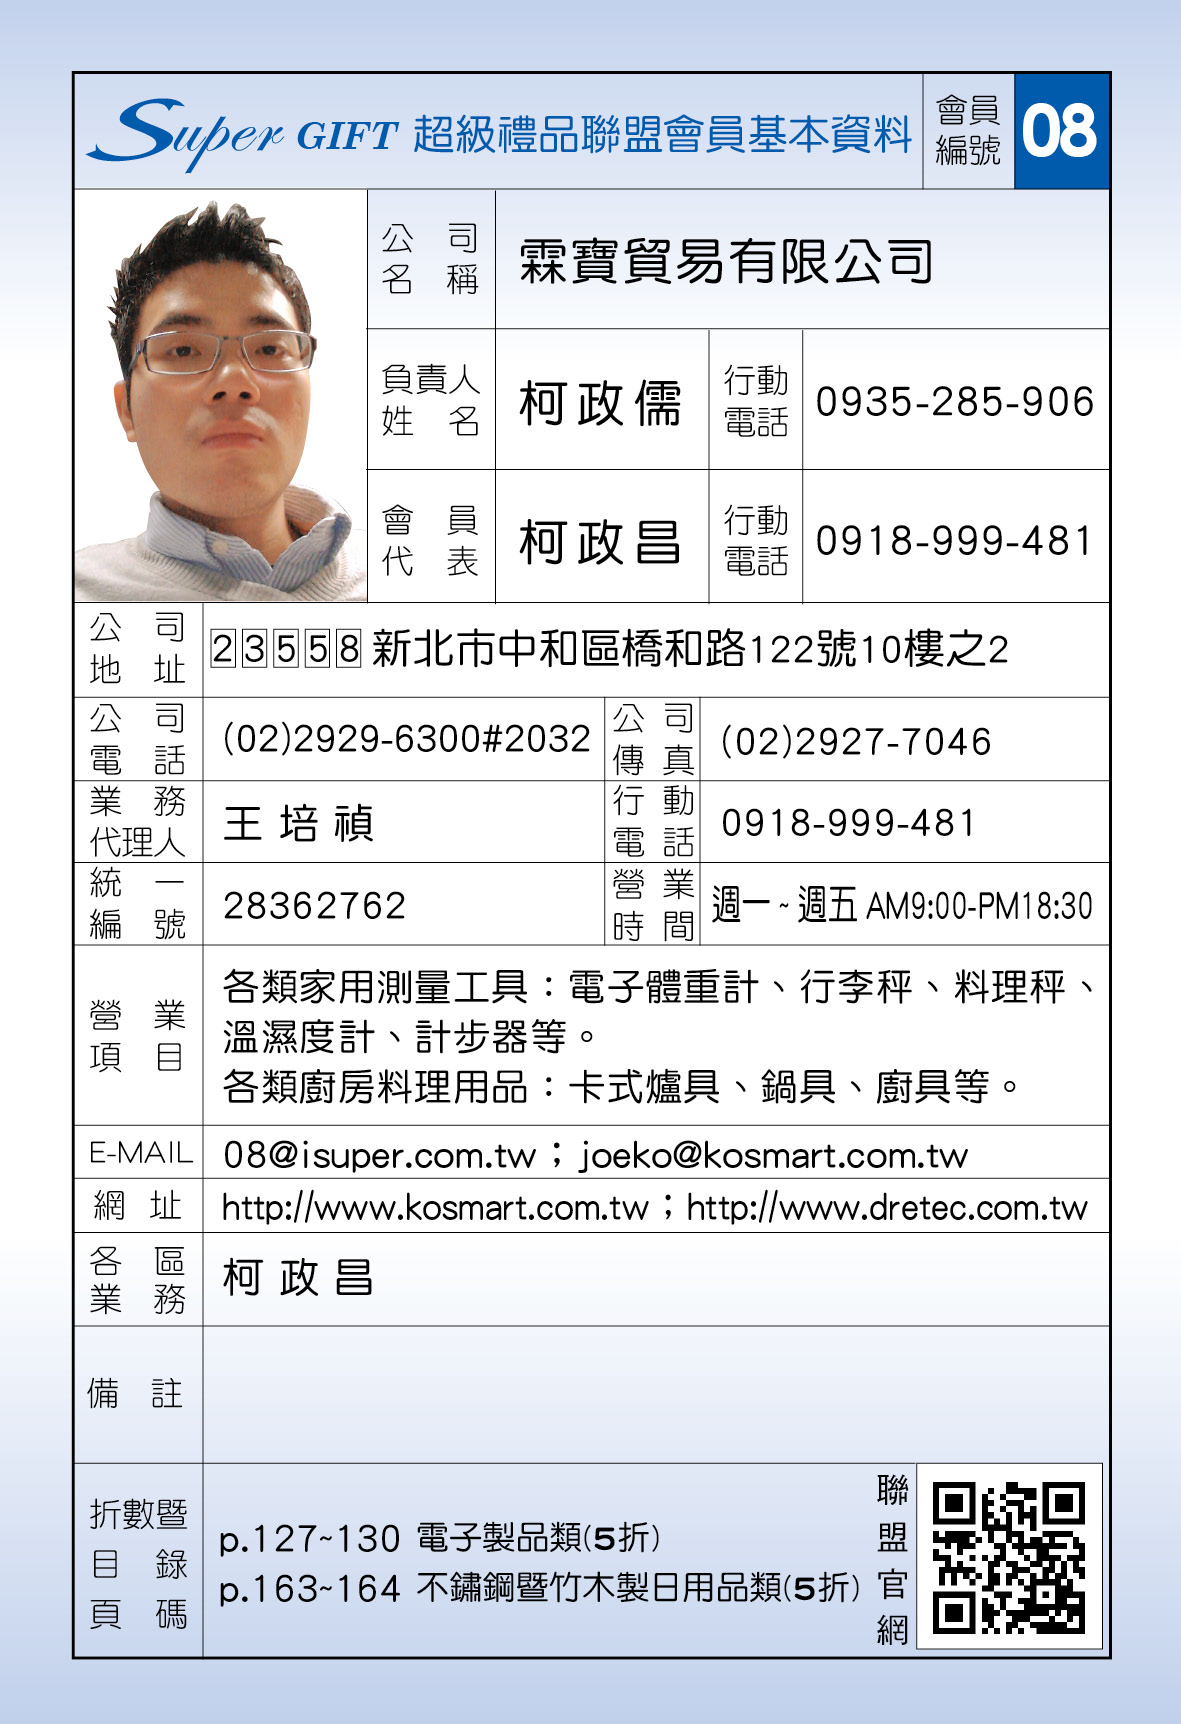 Super GIFT 超級禮品聯盟會員基本資料
會員編號 08
公司名稱 霖寶貿易有限公司
負責人姓名 柯政儒 行動電話 0935-285-906
會員代表 柯政昌 行動電話 0918-999-481
公司地址 23558 新北市中和區橋和路122號10樓之2
公司電話 (02)2929-6300#2032 公司傳真 (02)2927-7046
業務代理人 王培禎 行動電話 0918-999-481
統一編號 28362762 營業時間 週一~週五 AM9:00-PM18:30
營業項目
各類家用測量工具：電子體重計、行李秤、料理秤、
溫濕度計、計步器等。
各類廚房料理用品：卡式爐具、鍋具、廚具等。
E-MAIL 08@isuper.com.tw；joeko@kosmart.com.tw
網址 http://www.kosmart.com.tw；http://www.dretec.com.tw
各區業務 柯政昌
備註
折數暨目錄頁碼
p.127~130 電子製品類(5折)
p.163~164 不鏽鋼暨竹木製日用品類(5折)
聯盟官網